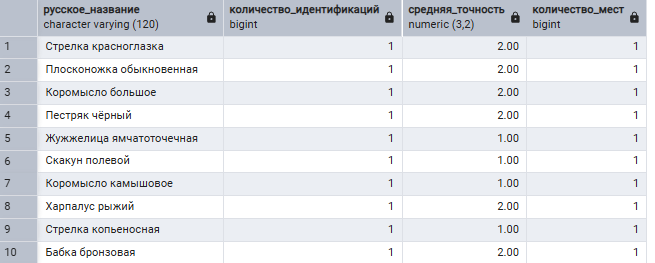 русское_название количество_идентификаций средняя_точность количество_мест
character varying (120) bigint numeric (3,2) bigint
1 Стрелка красноглазка 1 2.00 1
2 Плосконожка обыкновенная 1 2.00 1
3 Коромысло большое 1 2.00 1
4 Пестряк чёрный 1 2.00 1
5 Жужжелица ямчаточечная 1 1.00 1
6 Скакун полевой 1 1.00 1
7 Коромысло камышовое 1 1.00 1
8 Харпалус рыжий 1 2.00 1
9 Стрелка копьеносная 1 1.00 1
10 Бабка бронзовая 1 2.00 1